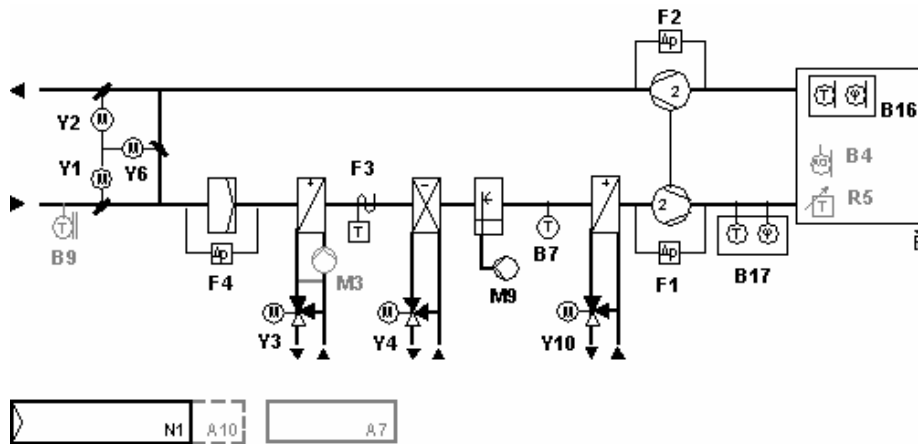 F2
Δp
2
M
T
φ
B16
Y2
M
Y1
M
Y6
F3
B4
R5
T
T
B9
Δp
F4
T
M3
M9
T
B7
2
Δp
F1
T
φ
B17
M
Y3
M
Y4
M
Y10
N1
A10
A7